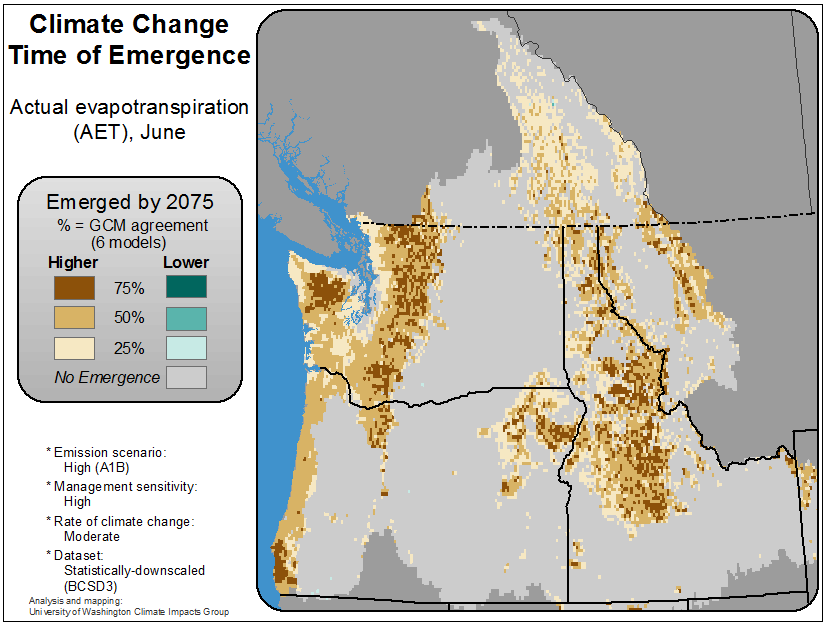 Climate Change
Time of Emergence
Actual evapotranspiration
(AET), June
Emerged by 2075
% = GCM agreement
(6 models)
Higher Lower
75%
50%
25%
No Emergence
* Emission scenario:
High (A1B)
* Management sensitivity:
High
* Rate of climate change:
Moderate
* Dataset:
Statistically-downscaled
(BCSD3)
Analysis and mapping:
University of Washington Climate Impacts Group